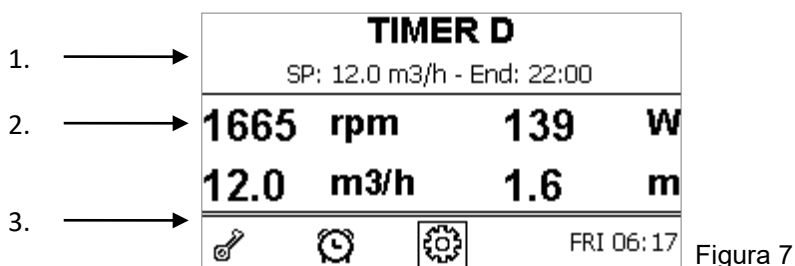 TIMER D
1. SP: 12.0 m3/h - End: 22:00
2. 1665 rpm 139 W
12.0 m3/h 1.6 m
3.
FRI 06:17 Figura 7